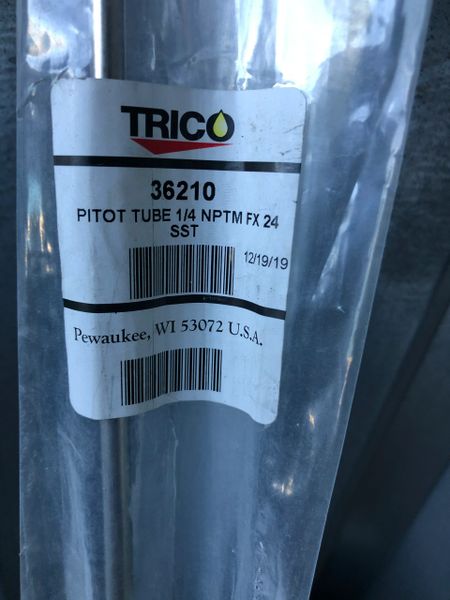 TRICO
36210
PITOT TUBE 1/4 NPTM FX 24
SST
12/19/19
Pewaukee, WI 53072 U.S.A.